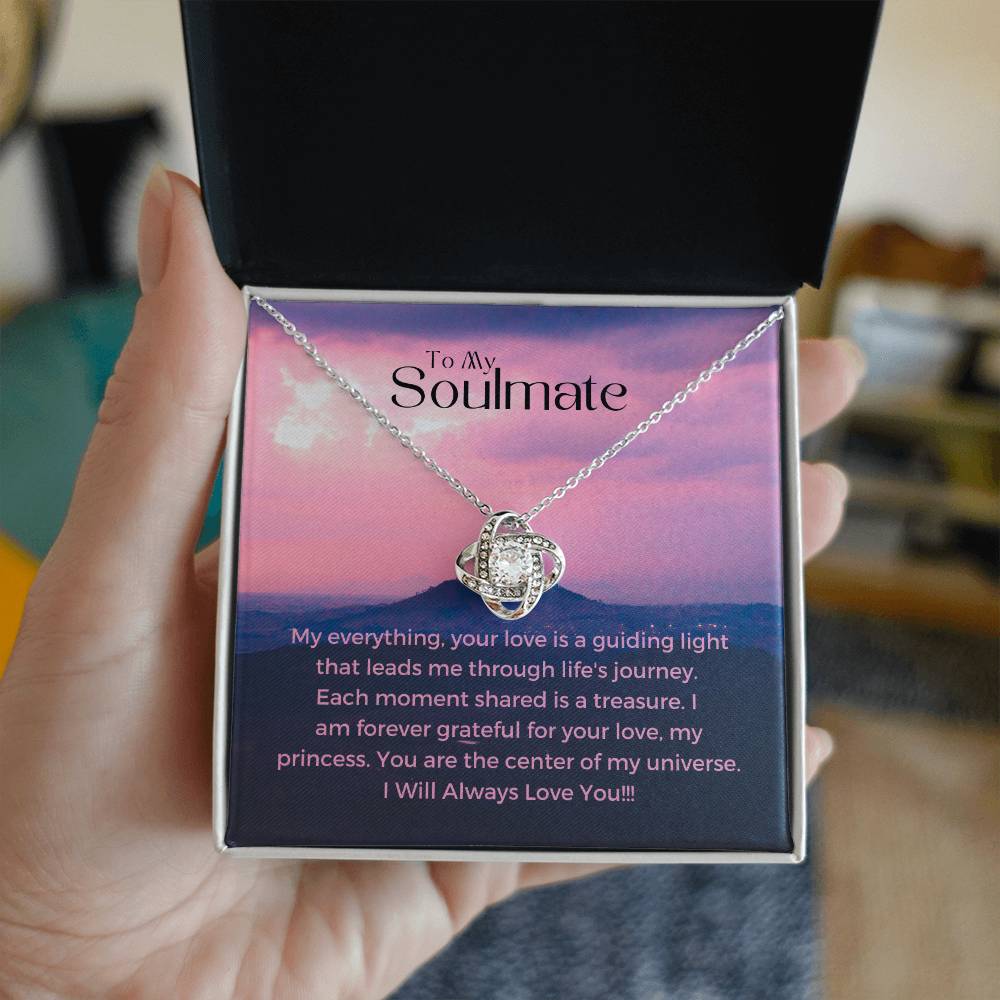 To My
Soulmate
My everything, your love is a guiding light
that leads me through life's journey.
Each moment shared is a treasure. I
am forever grateful for your love, my
princess. You are the center of my universe.
I Will Always Love You!!!